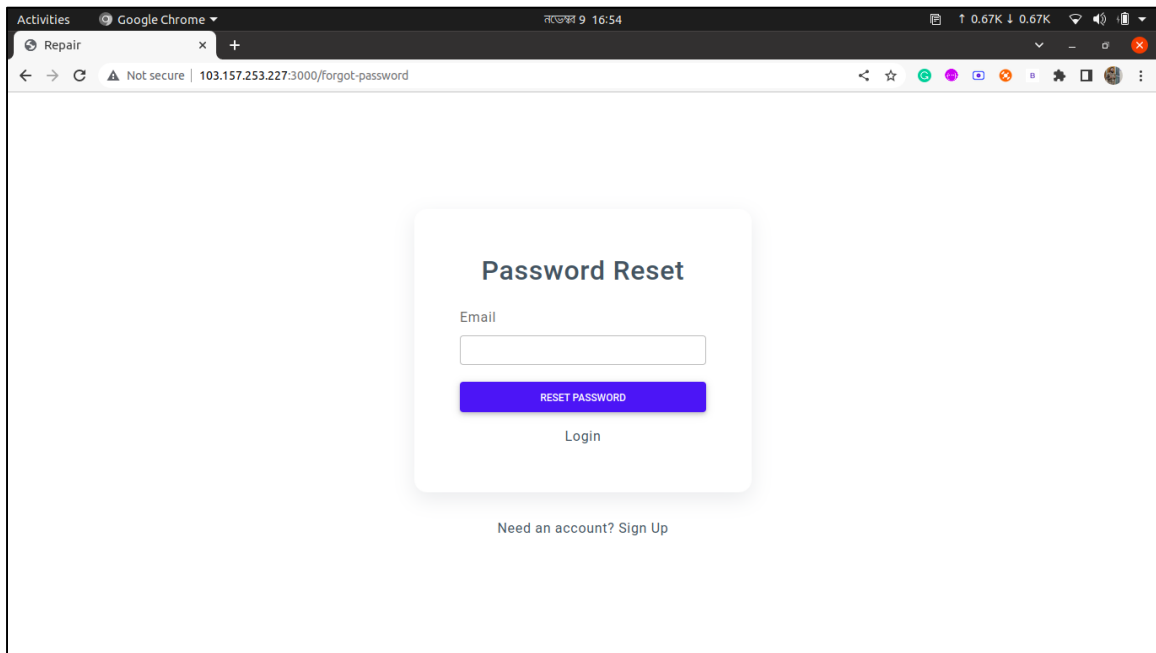 Activities Google Chrome নভেম্বর 9 16:54 ↑ 0.67K ↓ 0.67K
Repair
Not secure | 103.157.253.227:3000/forgot-password
Password Reset
Email
RESET PASSWORD
Login
Need an account? Sign Up